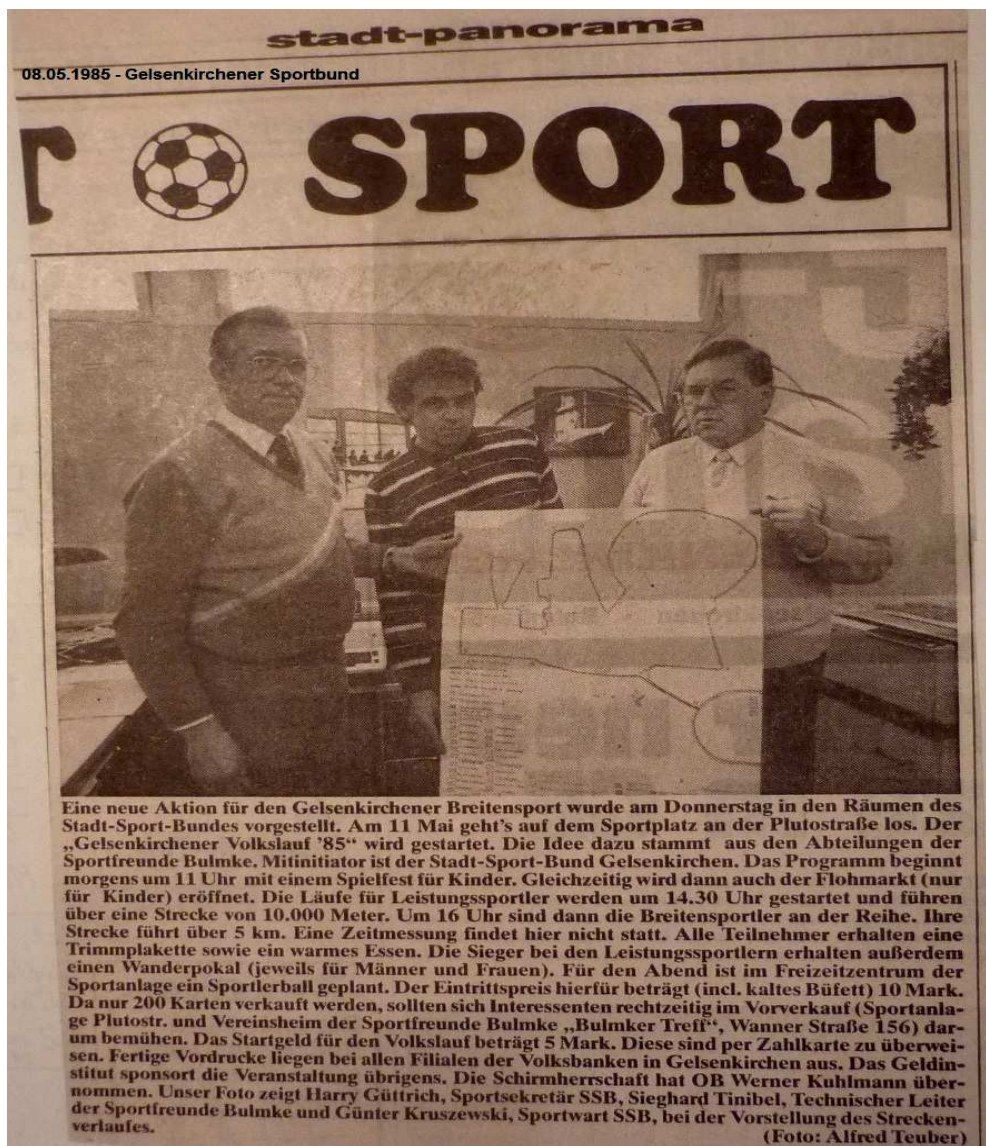 stadt-panorama
08.05.1985 - Gelsenkirchener Sportbund
T SPORT
Eine neue Aktion für den Gelsenkirchener Breitensport wurde am Donnerstag in den Räumen des
Stadt-Sport-Bundes vorgestellt. Am 11 Mai geht's auf dem Sportplatz an der Plutostraße los. Der
„Gelsenkirchener Volkslauf '85“ wird gestartet. Die Idee dazu stammt aus den Abteilungen der
Sportfreunde Bulmke. Mitinitiator ist der Stadt-Sport-Bund Gelsenkirchen. Das Programm beginnt
morgens um 11 Uhr mit einem Spielfest für Kinder. Gleichzeitig wird dann auch der Flohmarkt (nur
für Kinder) eröffnet. Die Läufe für Leistungssportler werden um 14.30 Uhr gestartet und führen
über eine Strecke von 10.000 Meter. Um 16 Uhr sind dann die Breitensportler an der Reihe. Ihre
Strecke führt über 5 km. Eine Zeitmessung findet hier nicht statt. Alle Teilnehmer erhalten eine
Trimmplakette sowie ein warmes Essen. Die Sieger bei den Leistungssportlern erhalten außerdem
einen Wanderpokal (jeweils für Männer und Frauen). Für den Abend ist im Freizeitzentrum der
Sportanlage ein Sportlerball geplant. Der Eintrittspreis hierfür beträgt (incl. kaltes Büfett) 10 Mark.
Da nur 200 Karten verkauft werden, sollten sich Interessenten rechtzeitig im Vorverkauf (Sportanla-
ge Plutostr. und Vereinsheim der Sportfreunde Bulmke „Bulmker Treff“, Wanner Straße 156) dar-
um bemühen. Das Startgeld für den Volkslauf beträgt 5 Mark. Diese sind per Zahlkarte zu überwei-
sen. Fertige Vordrucke liegen bei allen Filialen der Volksbanken in Gelsenkirchen aus. Das Geldin-
stitut sponsort die Veranstaltung übrigens. Die Schirmherrschaft hat OB Werner Kuhlmann über-
nommen. Unser Foto zeigt Harry Güttrich, Sportsekretär SSB, Sieghard Tinibel, Technischer Leiter
der Sportfreunde Bulmke und Günter Kruszewski, Sportwart SSB, bei der Vorstellung des Strecken-
verlaufes.
(Foto: Alfred Teuber)